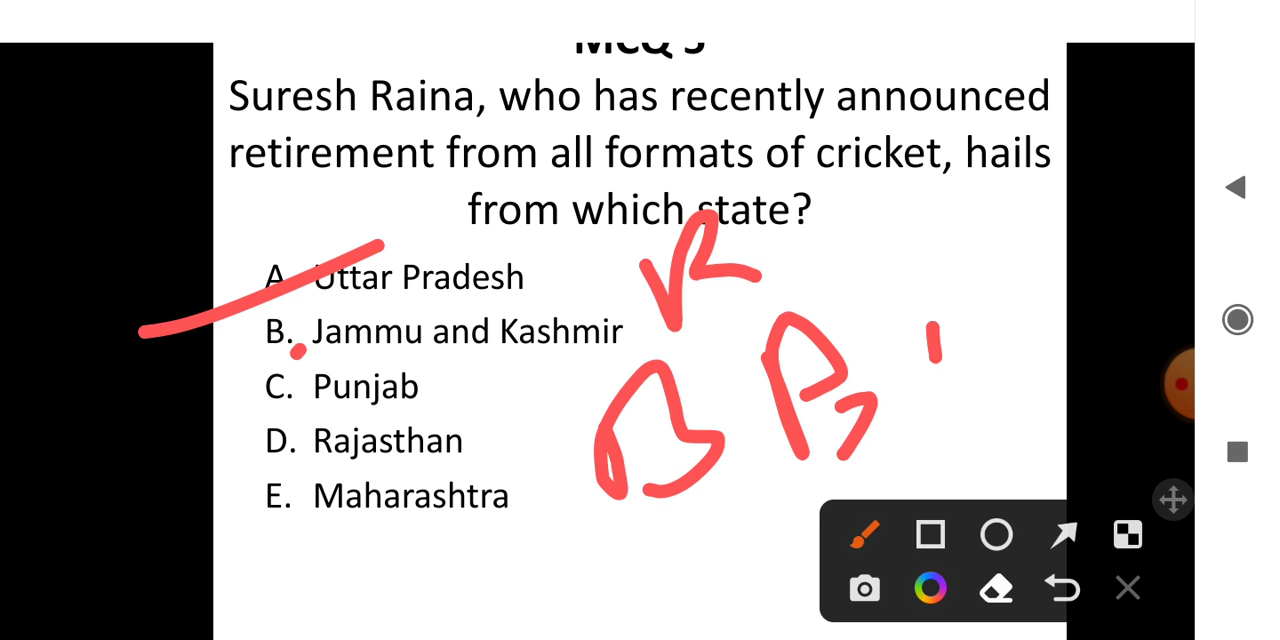 Suresh Raina, who has recently announced
retirement from all formats of cricket, hails
from which state?
A. Uttar Pradesh
B. Jammu and Kashmir
C. Punjab
D. Rajasthan
E. Maharashtra